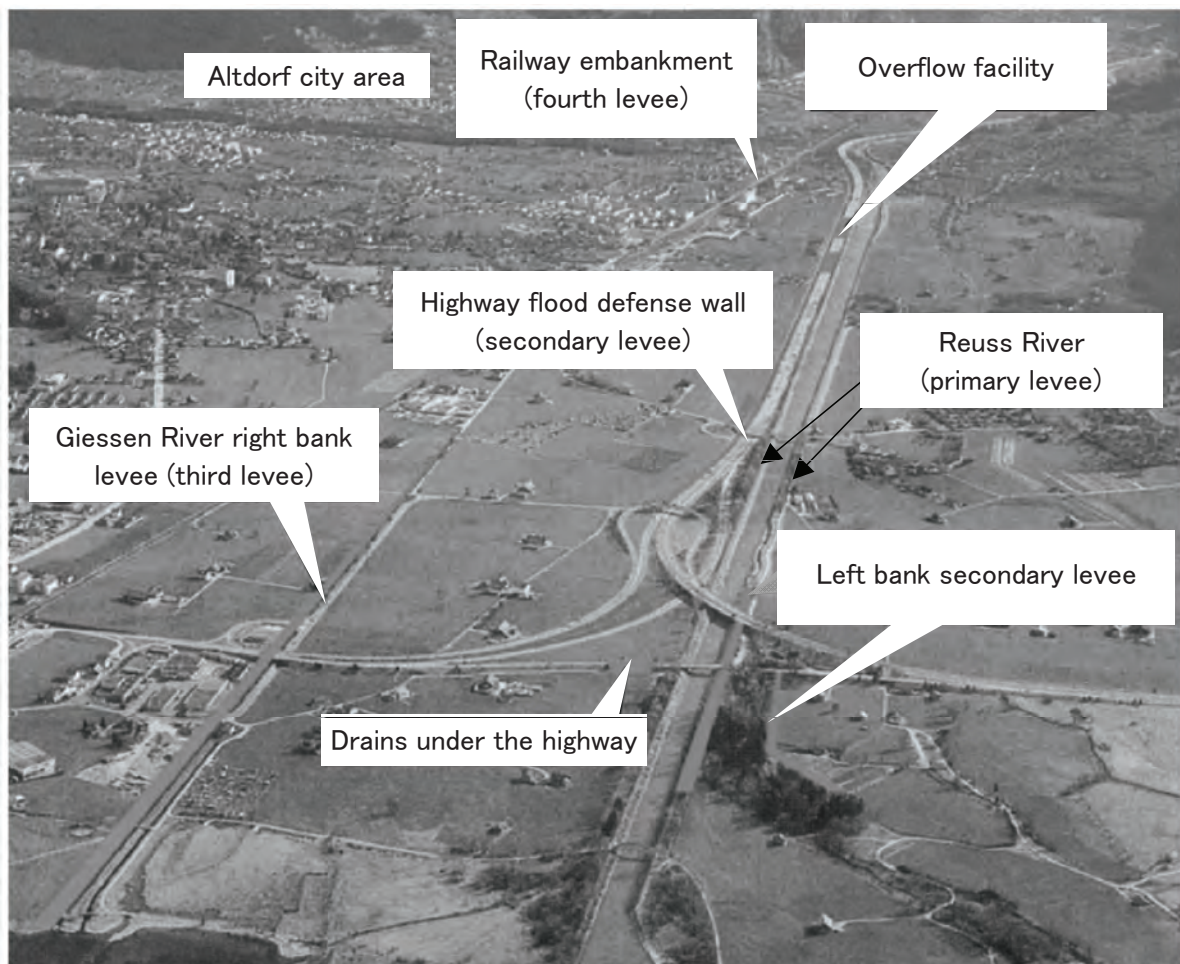 Altdorf city area
Railway embankment
(fourth levee)
Overflow facility
Highway flood defense wall
(secondary levee)
Reuss River
(primary levee)
Giessen River right bank
levee (third levee)
Left bank secondary levee
Drains under the highway